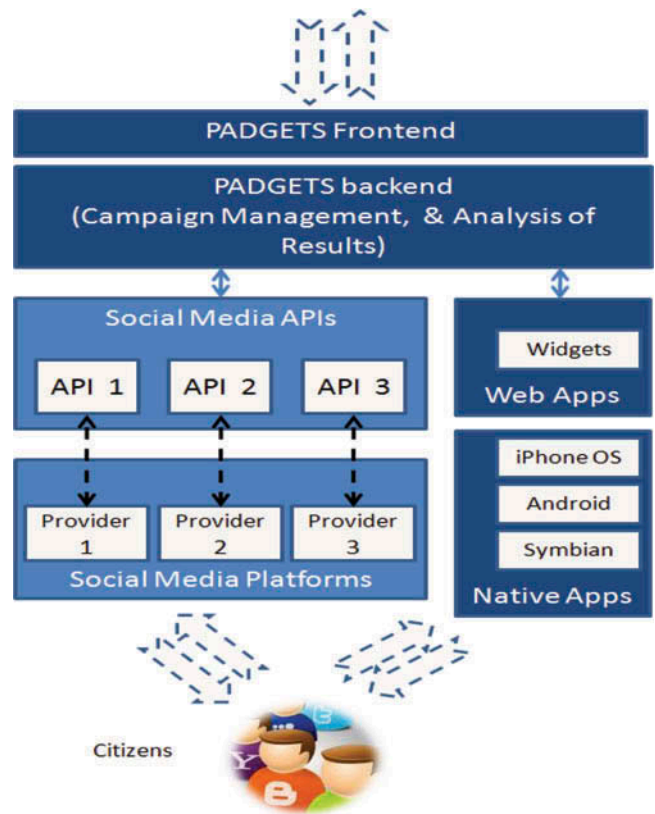 PADGETS Frontend
PADGETS backend
(Campaign Management, & Analysis of
Results)
Social Media APIs
API 1
API 2
API 3
Provider
1
Provider
2
Provider
3
Social Media Platforms
Widgets
Web Apps
iPhone OS
Android
Symbian
Native Apps
Citizens
Y